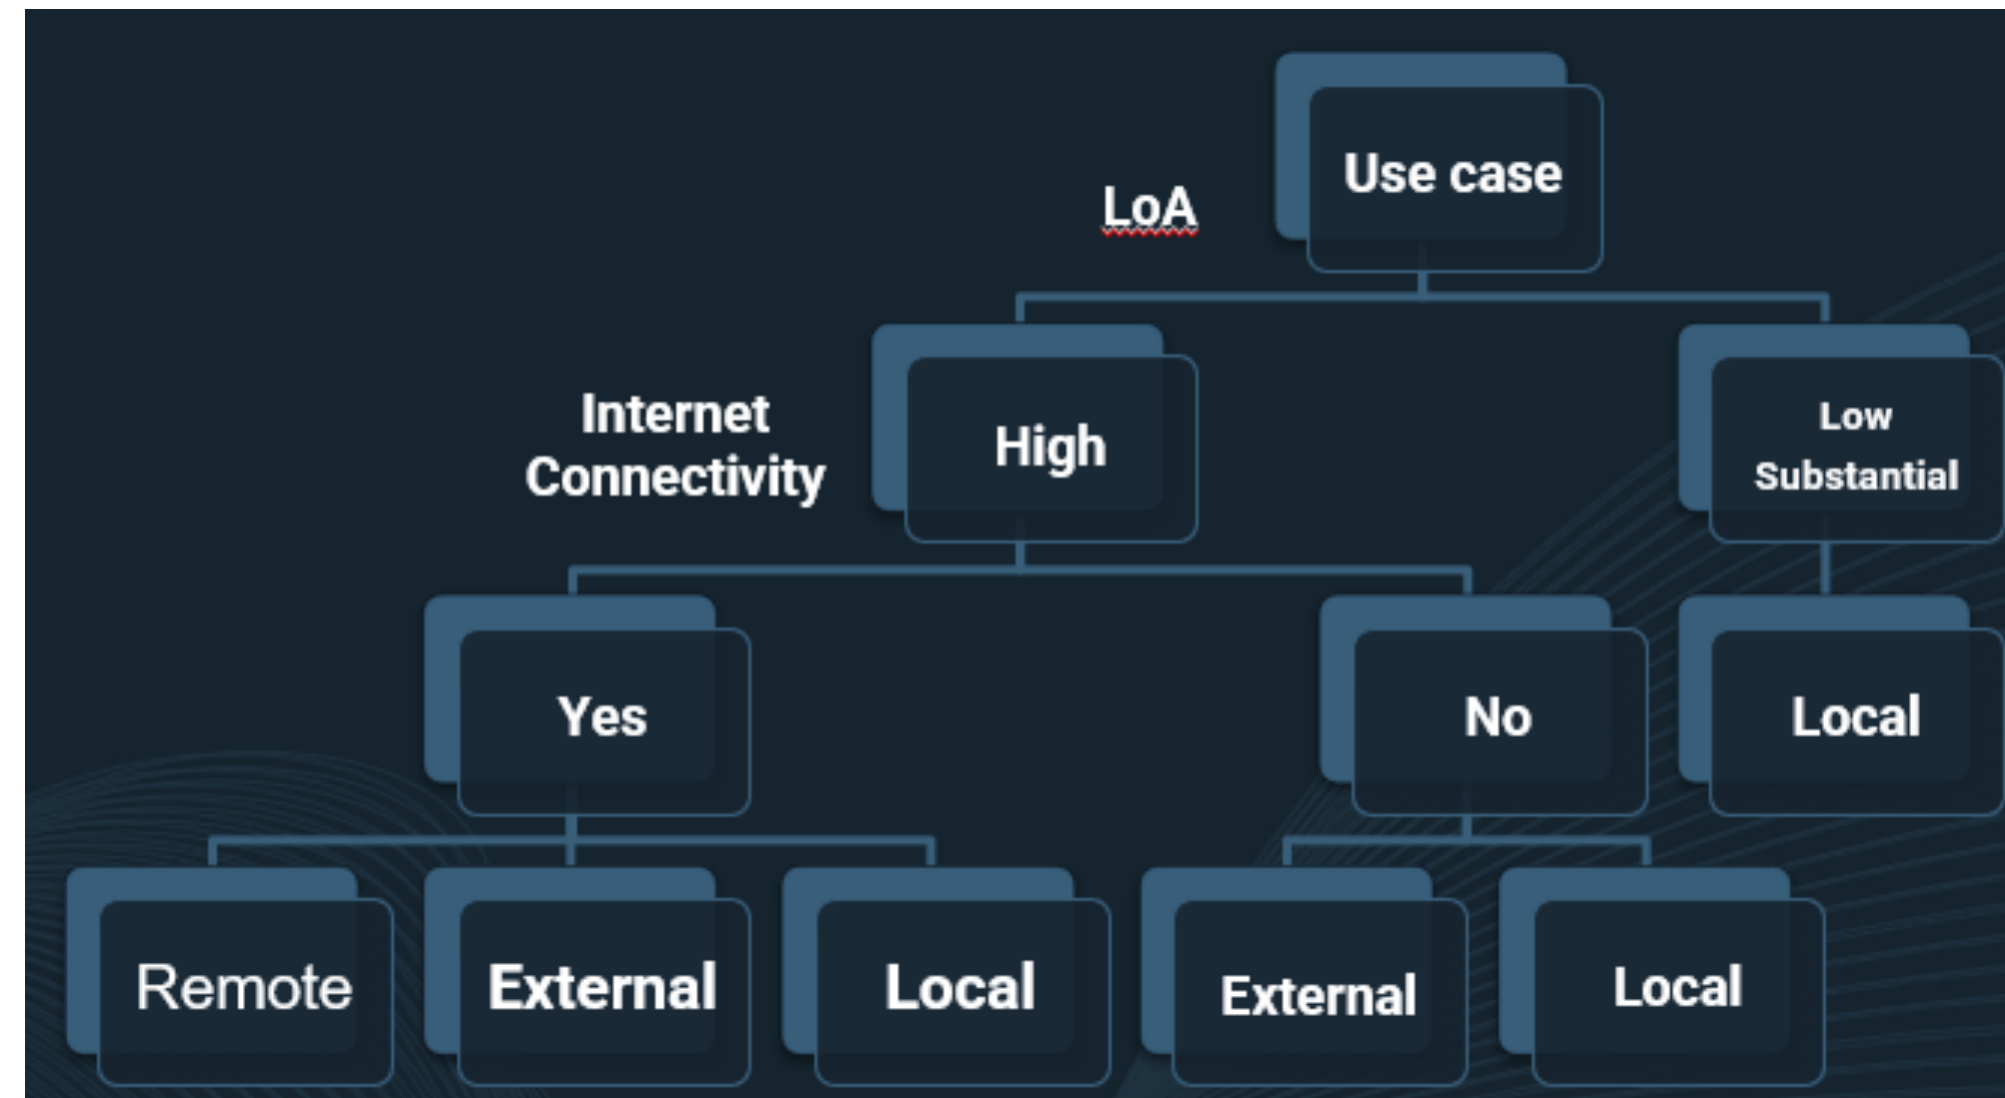 Use case
LoA
Internet
Connectivity
High
Low
Substantial
Yes
No
Local
Remote
External
Local
External
Local